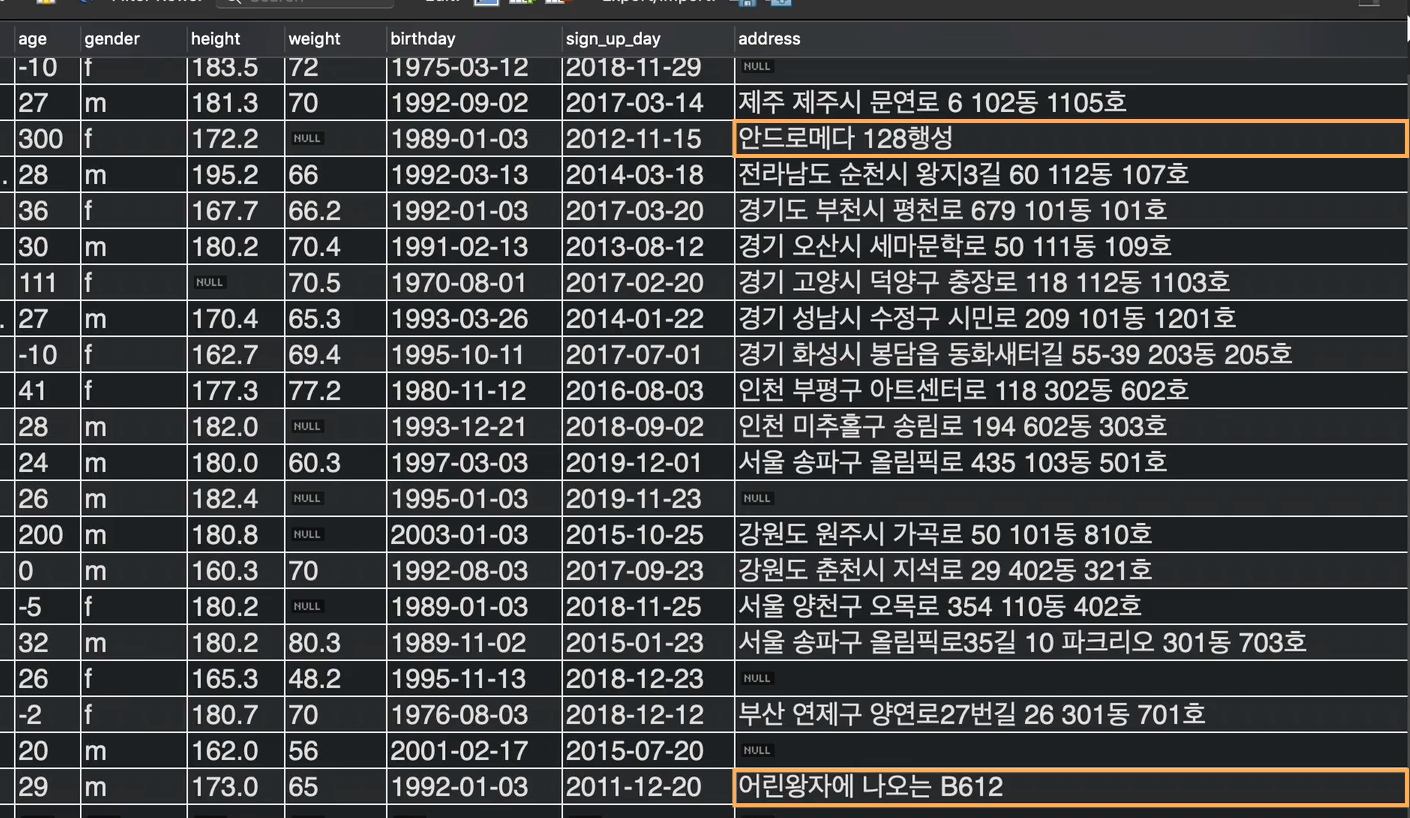 age gender height weight birthday sign_up_day address
-10 f 183.5 72 1975-03-12 2018-11-29 NULL
27 m 181.3 70 1992-09-02 2017-03-14 제주 제주시 문연로 6 102동 1105호
300 f 172.2 NULL 1989-01-03 2012-11-15 안드로메다 128행성
28 m 195.2 66 1992-03-13 2014-03-18 전라남도 순천시 왕지3길 60 112동 107호
36 f 167.7 66.2 1992-01-03 2017-03-20 경기도 부천시 평천로 679 101동 101호
30 m 180.2 70.4 1991-02-13 2013-08-12 경기 오산시 세마문학로 50 111동 109호
111 f NULL 70.5 1970-08-01 2017-02-20 경기 고양시 덕양구 충장로 118 112동 1103호
27 m 170.4 65.3 1993-03-26 2014-01-22 경기 성남시 수정구 시민로 209 101동 1201호
-10 f 162.7 69.4 1995-10-11 2017-07-01 경기 화성시 봉담읍 동화새터길 55-39 203동 205호
41 f 177.3 77.2 1980-11-12 2016-08-03 인천 부평구 아트센터로 118 302동 602호
28 m 182.0 NULL 1993-12-21 2018-09-02 인천 미추홀구 송림로 194 602동 303호
24 m 180.0 60.3 1997-03-03 2019-12-01 서울 송파구 올림픽로 435 103동 501호
26 m 182.4 NULL 1995-01-03 2019-11-23 NULL
200 m 180.8 NULL 2003-01-03 2015-10-25 강원도 원주시 가곡로 50 101동 810호
0 m 160.3 70 1992-08-03 2017-09-23 강원도 춘천시 지석로 29 402동 321호
-5 f 180.2 NULL 1989-01-03 2018-11-25 서울 양천구 오목로 354 110동 402호
32 m 180.2 80.3 1989-11-02 2015-01-23 서울 송파구 올림픽로35길 10 파크리오 301동 703호
26 f 165.3 48.2 1995-11-13 2018-12-23 NULL
-2 f 180.7 70 1976-08-03 2018-12-12 부산 연제구 양연로27번길 26 301동 701호
20 m 162.0 56 2001-02-17 2015-07-20 NULL
29 m 173.0 65 1992-01-03 2011-12-20 어린왕자에 나오는 B612